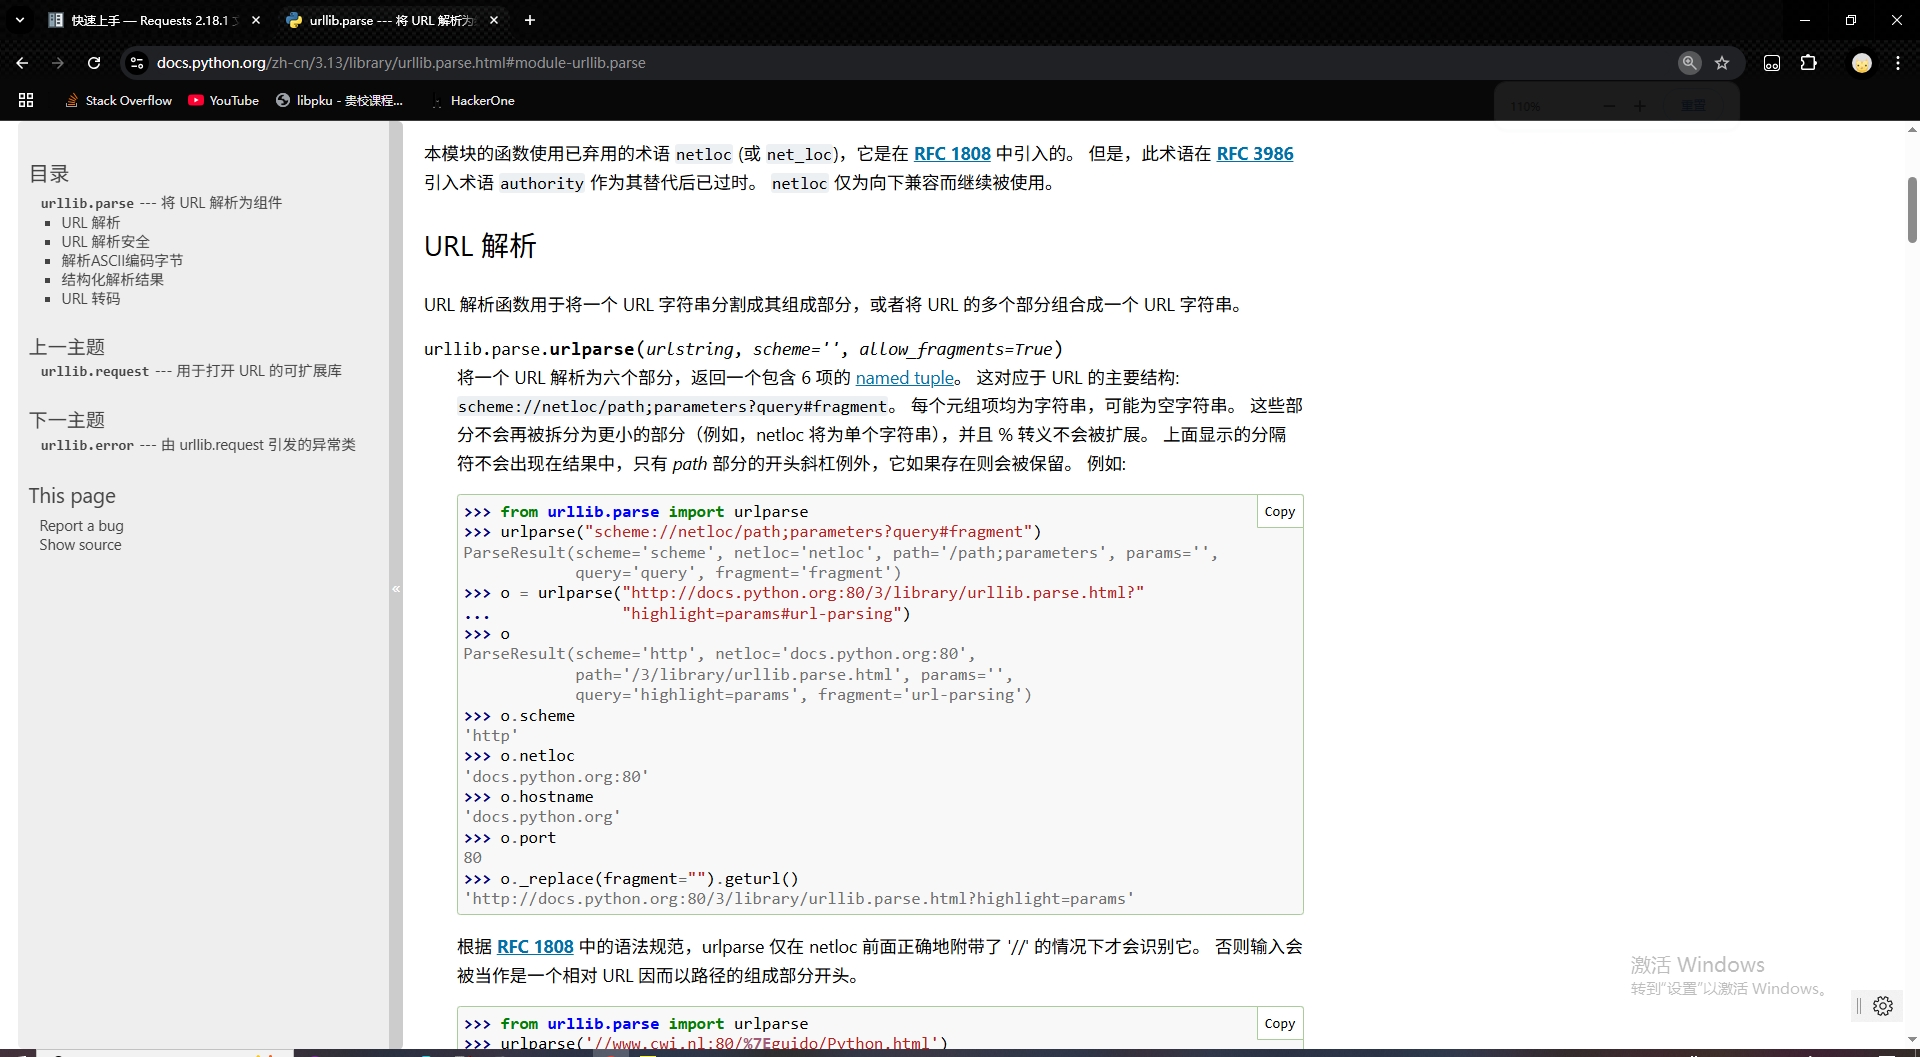 快速上手 — Requests 2.18.1
urllib.parse --- 将 URL 解析为
docs.python.org/zh-cn/3.13/library/urllib.parse.html#module-urllib.parse
Stack Overflow
YouTube
libpku - 贵校课程...
HackerOne
110%
重置
目录
urllib.parse --- 将 URL 解析为组件
URL 解析
URL 解析安全
解析ASCII编码字节
结构化解析结果
URL 转码
上一主题
urllib.request --- 用于打开 URL 的可扩展库
下一主题
urllib.error --- 由 urllib.request 引发的异常类
This page
Report a bug
Show source
«
本模块的函数使用已弃用的术语 netloc (或 net_loc)，它是在 RFC 1808 中引入的。 但是，此术语在 RFC 3986
引入术语 authority 作为其替代后已过时。 netloc 仅为向下兼容而继续被使用。
URL 解析
URL 解析函数用于将一个 URL 字符串分割成其组成部分，或者将 URL 的多个部分组合成一个 URL 字符串。
urllib.parse.urlparse(urlstring, scheme='', allow_fragments=True)
将一个 URL 解析为六个部分，返回一个包含 6 项的 named tuple。 这对应于 URL 的主要结构:
scheme://netloc/path;parameters?query#fragment。 每个元组项均为字符串，可能为空字符串。 这些部
分不会再被拆分为更小的部分（例如，netloc 将为单个字符串），并且 % 转义不会被扩展。 上面显示的分隔
符不会出现在结果中，只有 path 部分的开头斜杠例外，它如果存在则会被保留。 例如:
Copy
>>> from urllib.parse import urlparse
>>> urlparse("scheme://netloc/path;parameters?query#fragment")
ParseResult(scheme='scheme', netloc='netloc', path='/path;parameters', params='',
            query='query', fragment='fragment')
>>> o = urlparse("http://docs.python.org:80/3/library/urllib.parse.html?"
...              "highlight=params#url-parsing")
>>> o
ParseResult(scheme='http', netloc='docs.python.org:80',
            path='/3/library/urllib.parse.html', params='',
            query='highlight=params', fragment='url-parsing')
>>> o.scheme
'http'
>>> o.netloc
'docs.python.org:80'
>>> o.hostname
'docs.python.org'
>>> o.port
80
>>> o._replace(fragment="").geturl()
'http://docs.python.org:80/3/library/urllib.parse.html?highlight=params'
根据 RFC 1808 中的语法规范，urlparse 仅在 netloc 前面正确地附带了 '//' 的情况下才会识别它。 否则输入会
被当作是一个相对 URL 因而以路径的组成部分开头。
Copy
>>> from urllib.parse import urlparse
>>> urlparse('//www.cwi.nl:80/%7Eguido/Python.html')
激活 Windows
转到"设置"以激活 Windows。